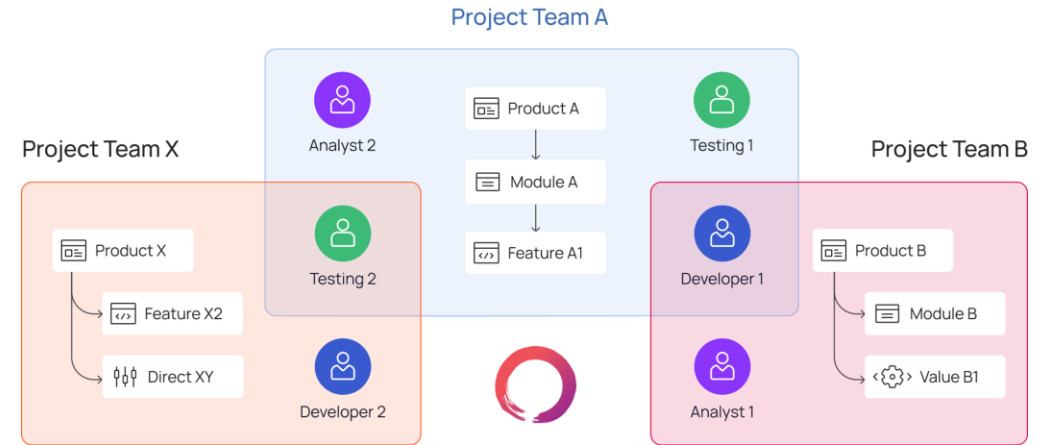 Project Team A
Analyst 2
Product A
Testing 1
Module A
Feature A1
Project Team X
Product X
Testing 2
Feature X2
Direct XY
Developer 2
Project Team B
Developer 1
Product B
Module B
Value B1
Analyst 1